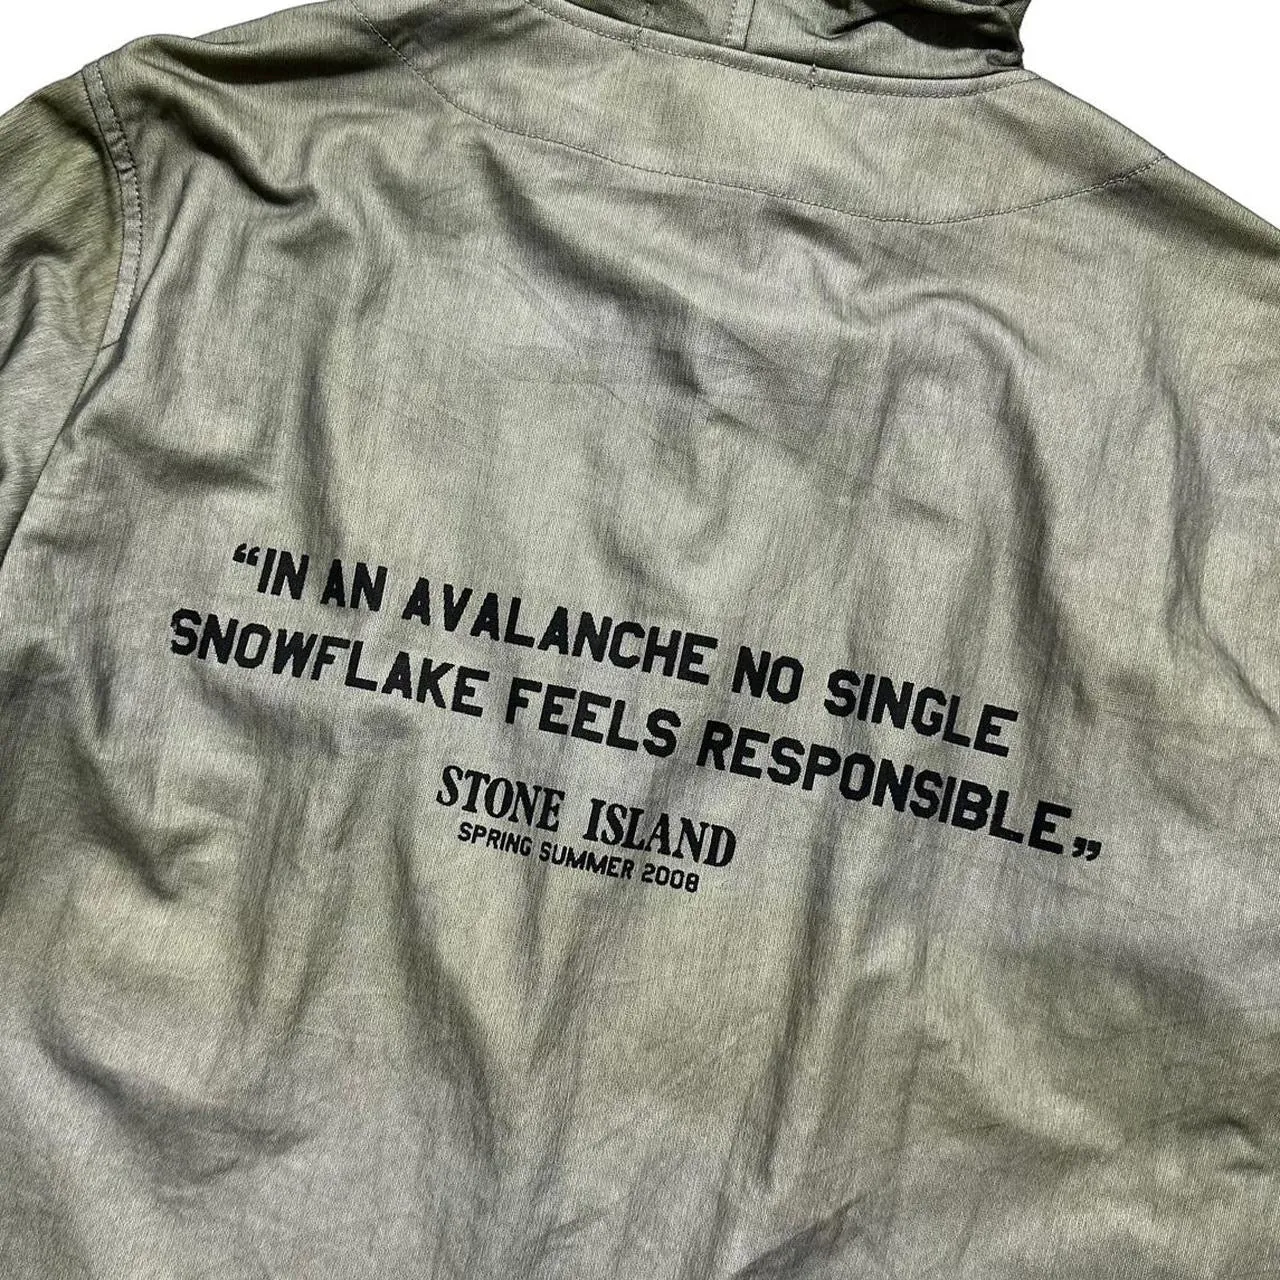 “IN AN AVALANCHE NO SINGLE
SNOWFLAKE FEELS RESPONSIBLE„
STONE ISLAND
SPRING SUMMER 2008